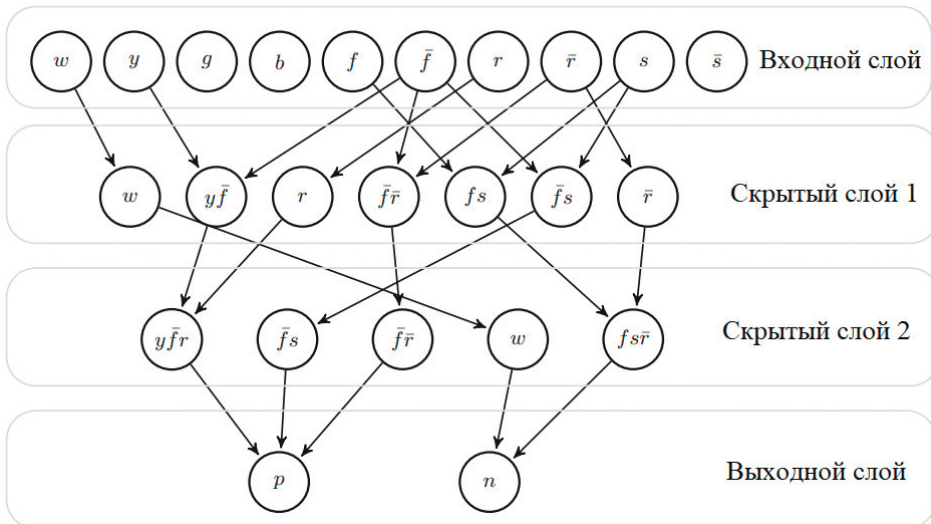 w y g b f f̄ r r̄ s s̄ Входной слой
w yf̄ r f̄r̄ fs f̄s r̄ Скрытый слой 1
yf̄r f̄s f̄r̄ w fsr̄ Скрытый слой 2
p n Выходной слой